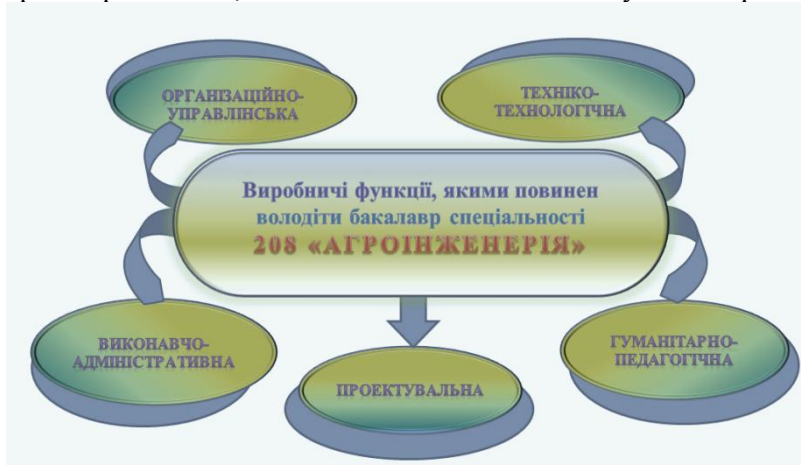 ОРГАНІЗАЦІЙНО-
УПРАВЛІНСЬКА
ТЕХНІКО-
ТЕХНОЛОГІЧНА
Виробничі функції, якими повинен
володіти бакалавр спеціальності
208 «АГРОІНЖЕНЕРІЯ»
ВИКОНАВЧО-
АДМІНІСТРАТИВНА
ПРОЕКТУВАЛЬНА
ГУМАНІТАРНО-
ПЕДАГОГІЧНА